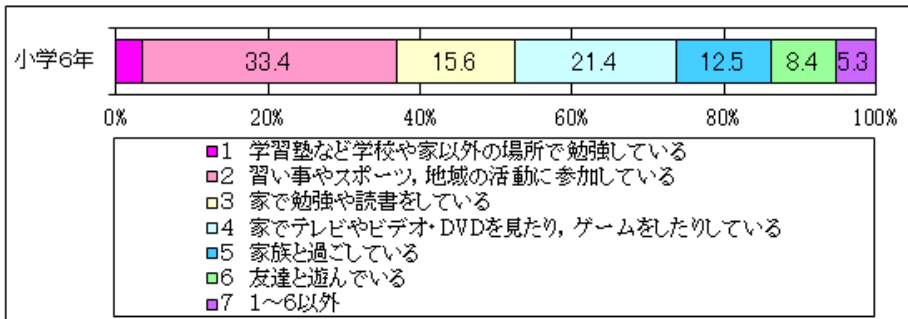 小学6年 33.4 15.6 21.4 12.5 8.4 5.3
0% 20% 40% 60% 80% 100%
1 学習塾など学校や家以外の場所で勉強している
2 習い事やスポーツ,地域の活動に参加している
3 家で勉強や読書をしている
4 家でテレビやビデオ・DVDを見たり,ゲームをしたりしている
5 家族と過ごしている
6 友達と遊んでいる
7 1～6以外